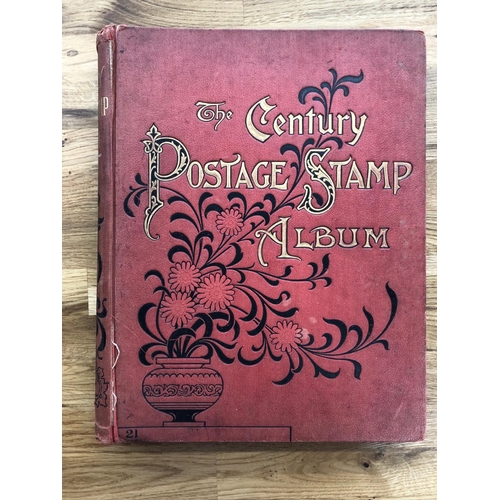 The Century
Postage Stamp
Album
21
P